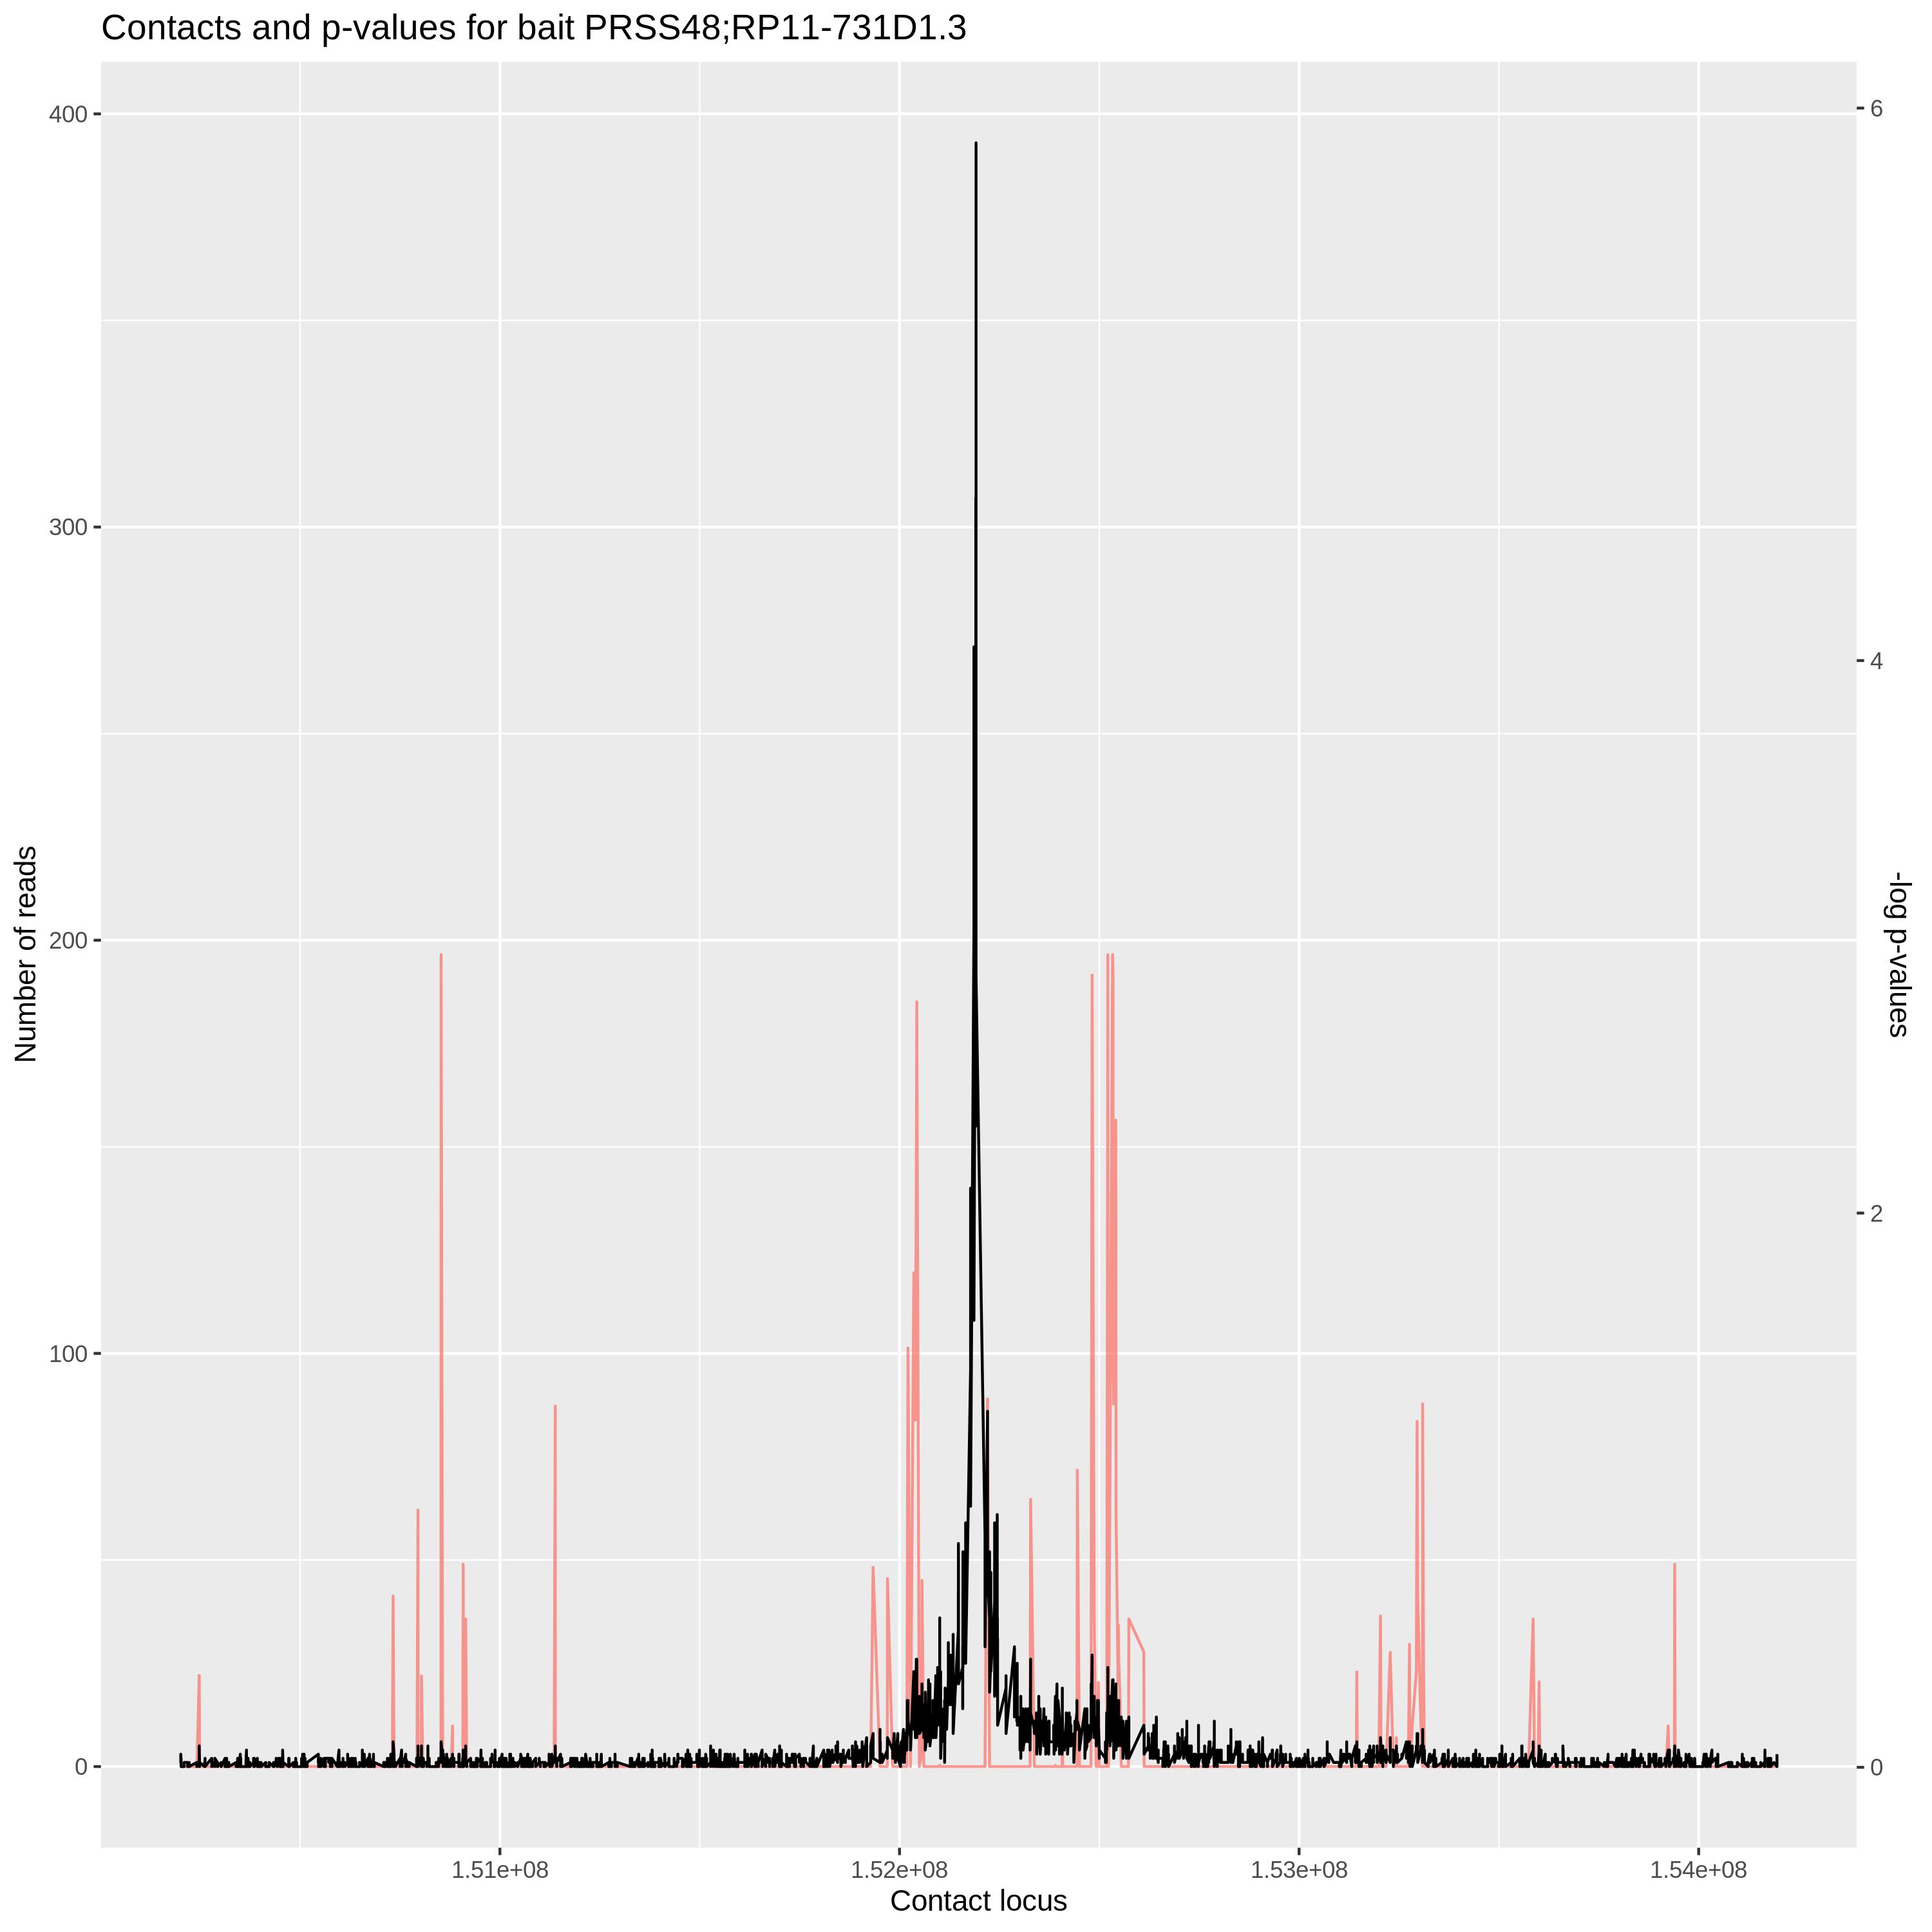 Contacts and p-values for bait PRSS48;RP11-731D1.3
400
300
200
100
0
Number of reads
6
4
2
0
-log p-values
1.51e+08
1.52e+08
1.53e+08
1.54e+08
Contact locus